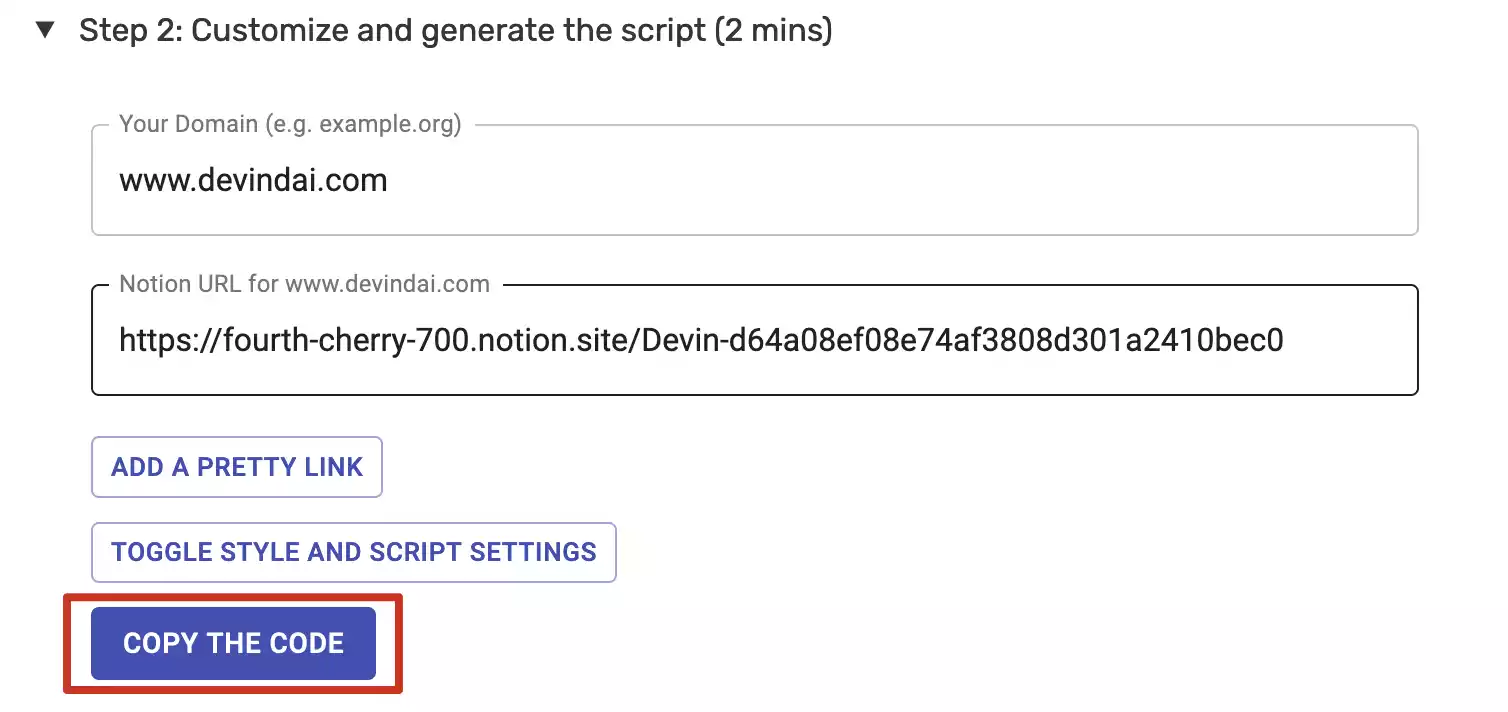 Step 2: Customize and generate the script (2 mins)
Your Domain (e.g. example.org)
www.devindai.com
Notion URL for www.devindai.com
https://fourth-cherry-700.notion.site/Devin-d64a08ef08e74af3808d301a2410bec0
ADD A PRETTY LINK
TOGGLE STYLE AND SCRIPT SETTINGS
COPY THE CODE